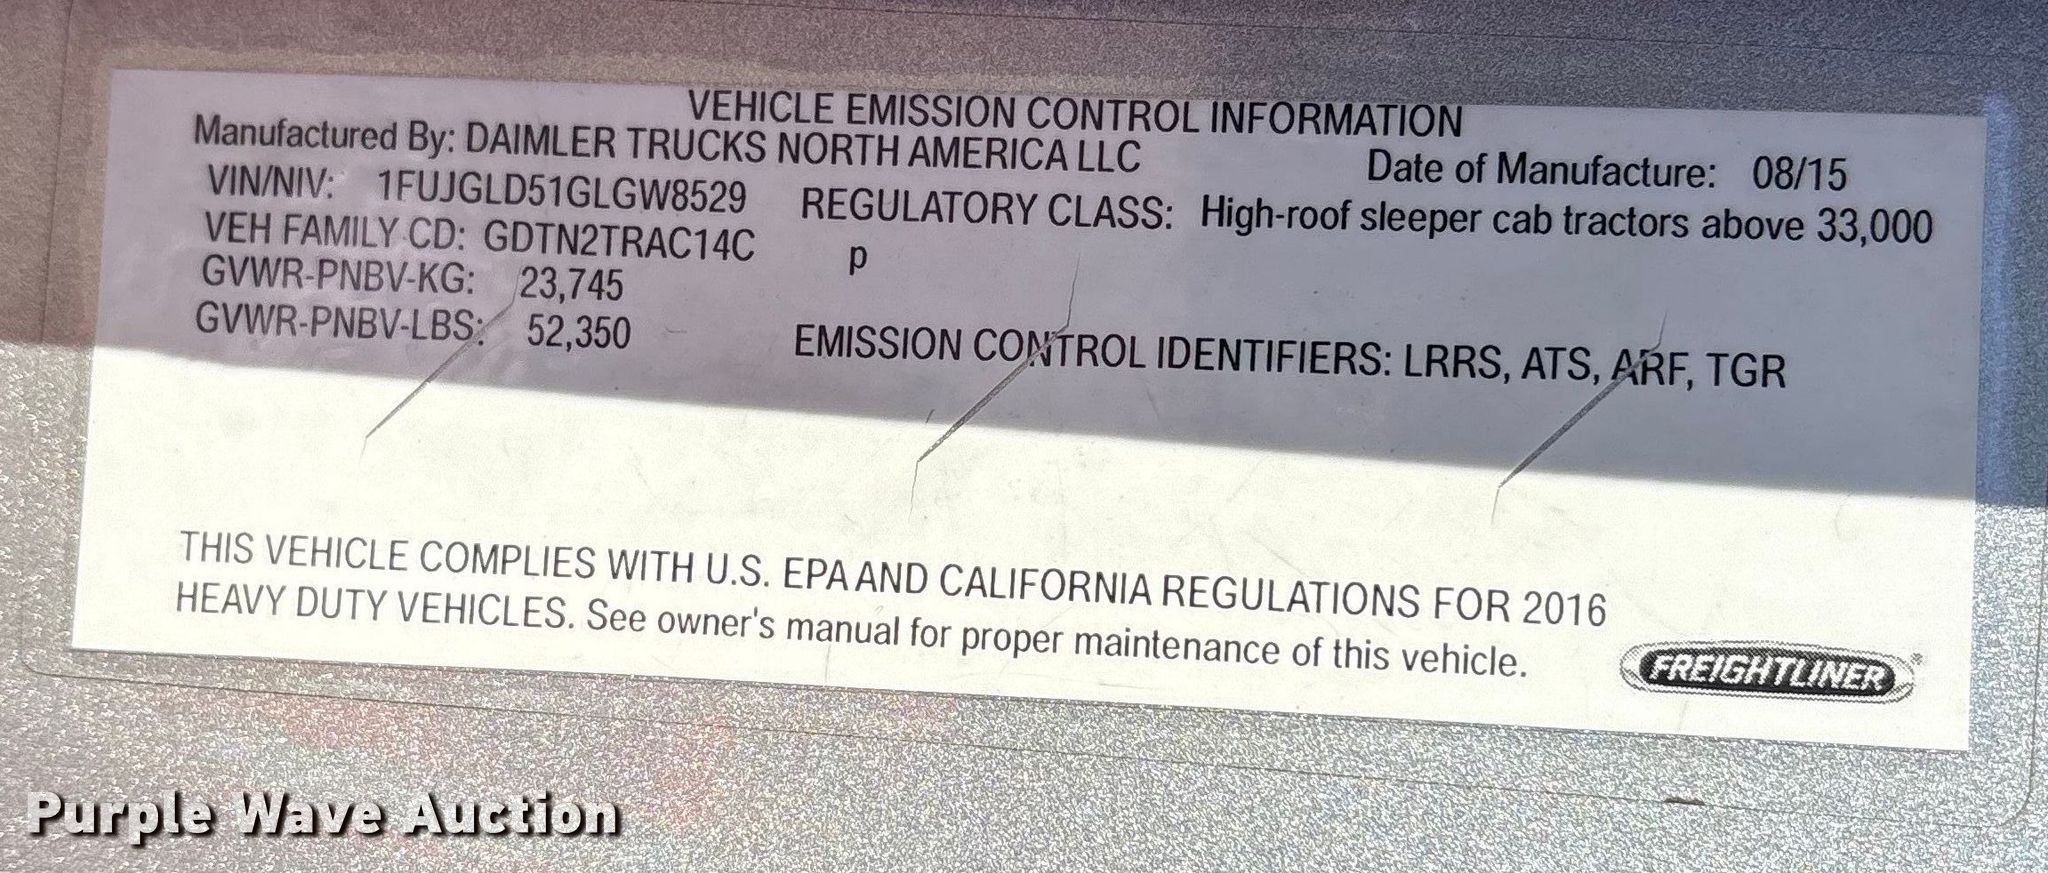 VEHICLE EMISSION CONTROL INFORMATION
Manufactured By: DAIMLER TRUCKS NORTH AMERICA LLC
Date of Manufacture: 08/15
VIN/NIV: 1FUJGLD51GLGW8529
REGULATORY CLASS: High-roof sleeper cab tractors above 33,000
p
VEH FAMILY CD: GDTN2TRAC14C
GVWR-PNBV-KG: 23,745
GVWR-PNBV-LBS: 52,350
EMISSION CONTROL IDENTIFIERS: LRRS, ATS, ARF, TGR
THIS VEHICLE COMPLIES WITH U.S. EPA AND CALIFORNIA REGULATIONS FOR 2016
HEAVY DUTY VEHICLES. See owner's manual for proper maintenance of this vehicle.
FREIGHTLINER
Purple Wave Auction